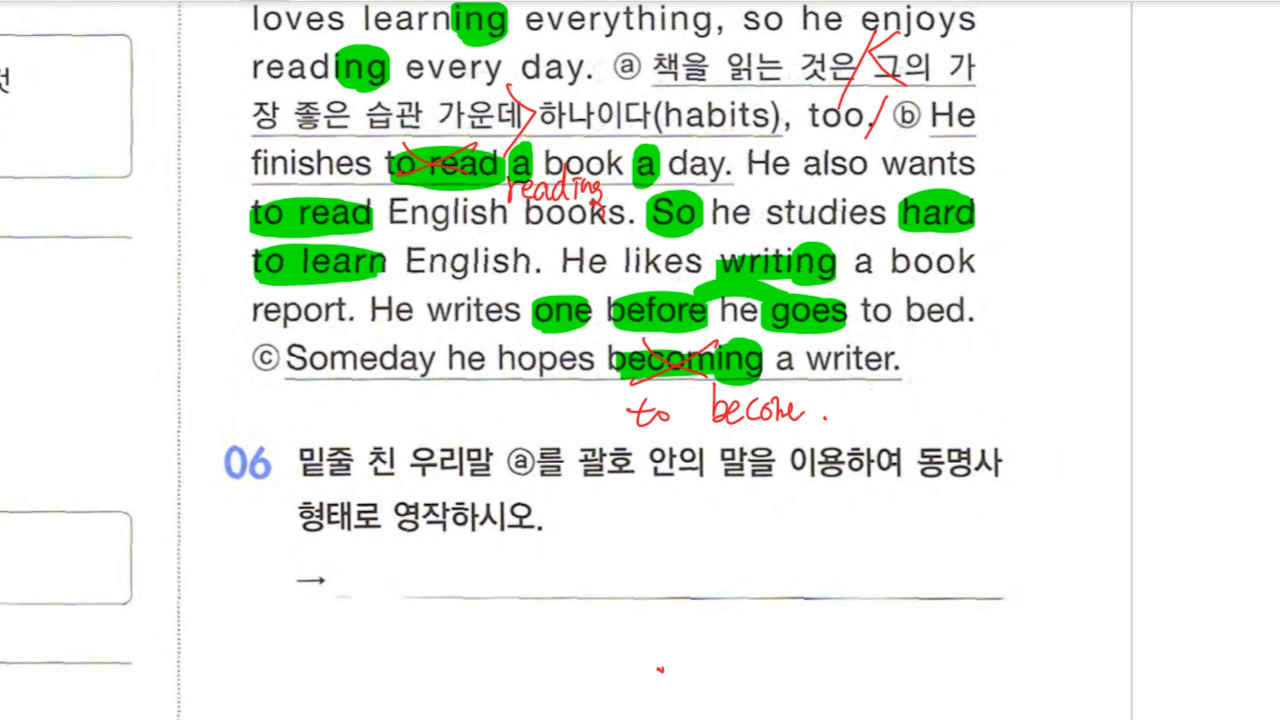 loves learning everything, so he enjoys
reading every day. ⓐ 책을 읽는 것은 그의 가
장 좋은 습관 가운데 하나이다(habits), too. ⓑ He
finishes to read a book a day. He also wants
reading
to read English books. So he studies hard
to learn English. He likes writing a book
report. He writes one before he goes to bed.
ⓒ Someday he hopes becoming a writer.
to become.
06 밑줄 친 우리말 ⓐ를 괄호 안의 말을 이용하여 동명사
형태로 영작하시오.
→